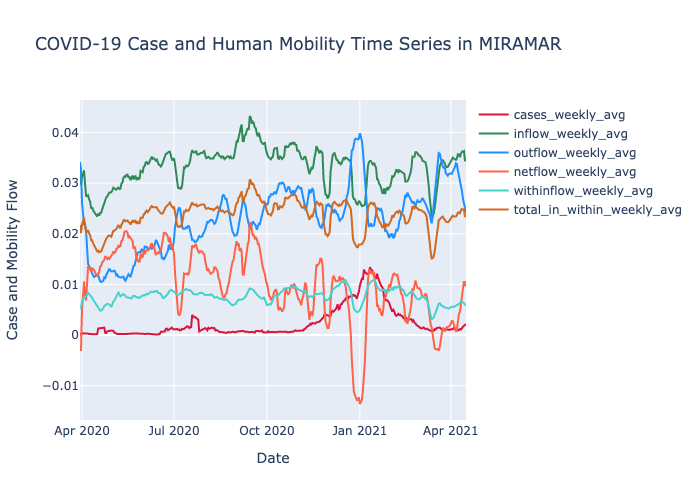 COVID-19 Case and Human Mobility Time Series in MIRAMAR
cases_weekly_avg
inflow_weekly_avg
outflow_weekly_avg
netflow_weekly_avg
withinflow_weekly_avg
total_in_within_weekly_avg
Case and Mobility Flow
0.04
0.03
0.02
0.01
0
−0.01
Apr 2020
Jul 2020
Oct 2020
Jan 2021
Apr 2021
Date